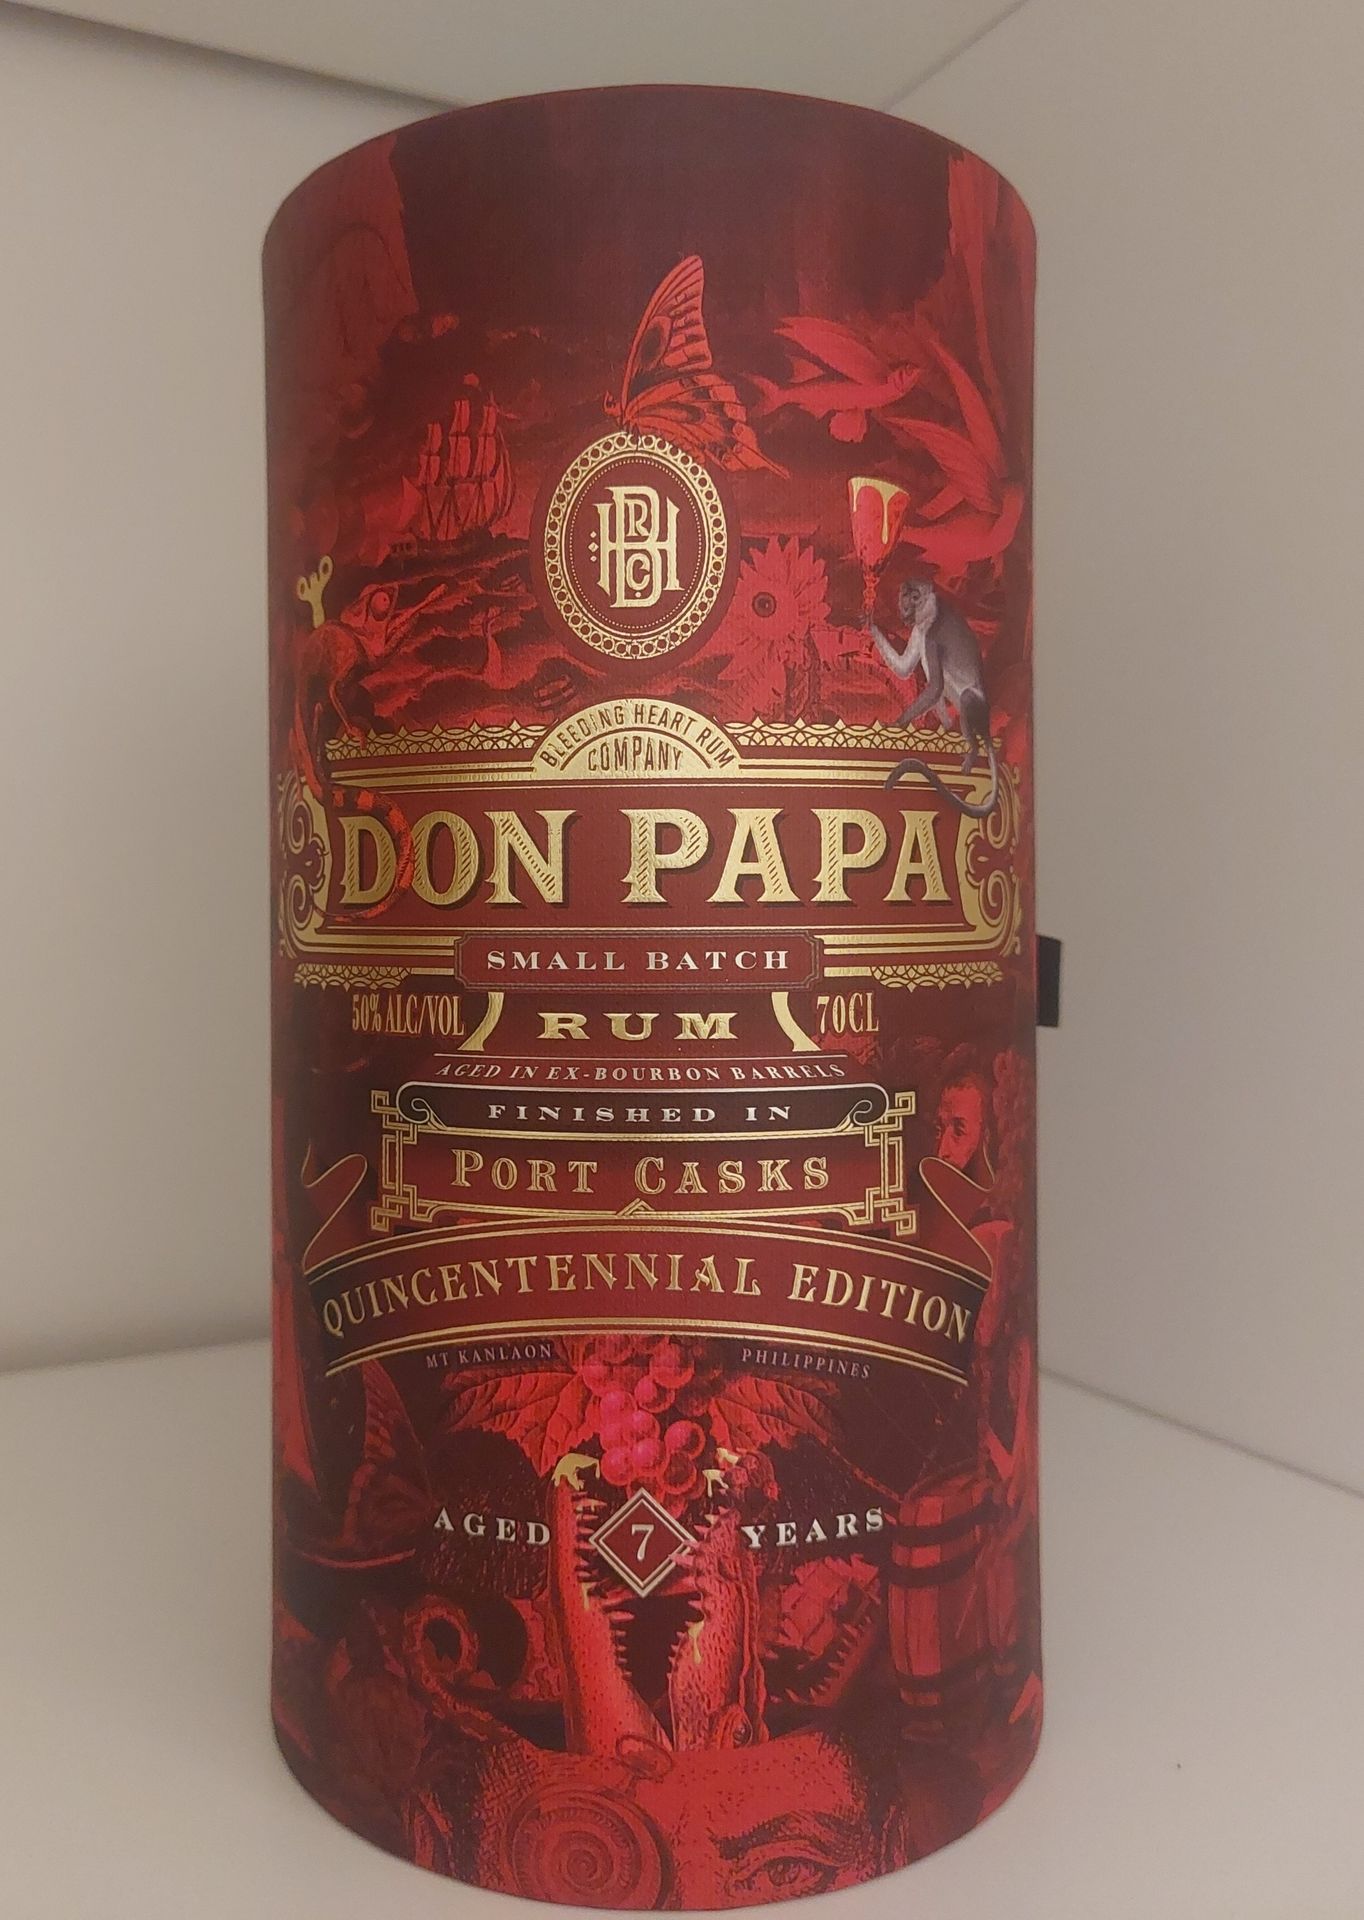 BHRC
BLEEDING HEART RUM
COMPANY
DON PAPA
SMALL BATCH
50% ALC/VOL RUM 70CL
AGED IN EX-BOURBON BARRELS
FINISHED IN
PORT CASKS
QUINCENTENNIAL EDITION
MT KANLAON PHILIPPINES
AGED 7 YEARS